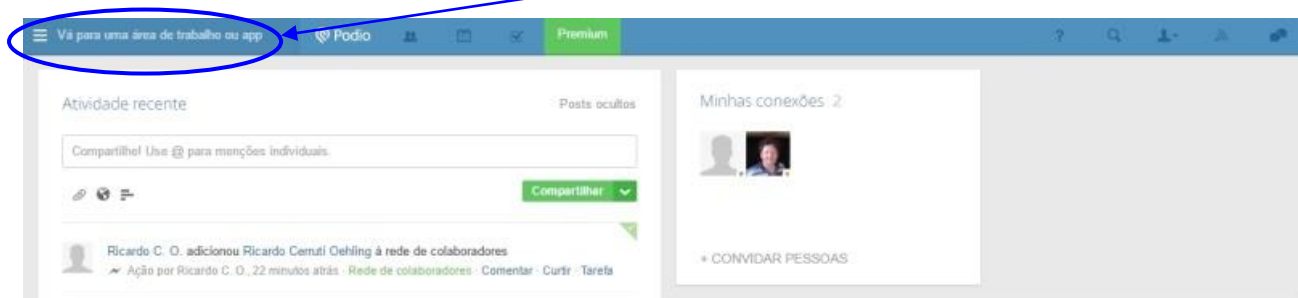 Vá para uma área de trabalho ou app Podio Premium ?
Atividade recente Posts ocultos
Compartilhe! Use @ para menções individuais.
Compartilhar
Ricardo C. O. adicionou Ricardo Cerruti Oehling à rede de colaboradores
Ação por Ricardo C. O., 22 minutos atrás · Rede de colaboradores · Comentar · Curtir · Tarefa
Minhas conexões 2
+ CONVIDAR PESSOAS